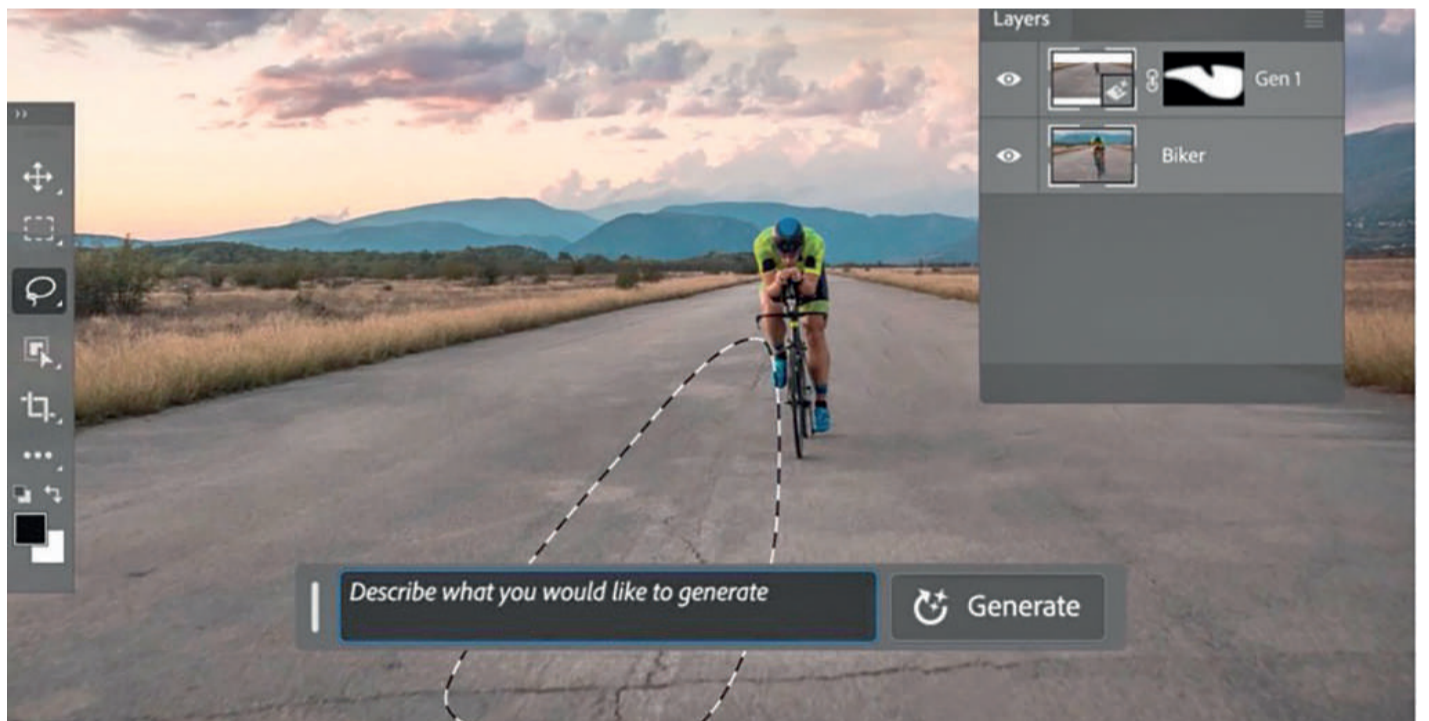 Layers
Gen 1
Biker
Describe what you would like to generate
Generate